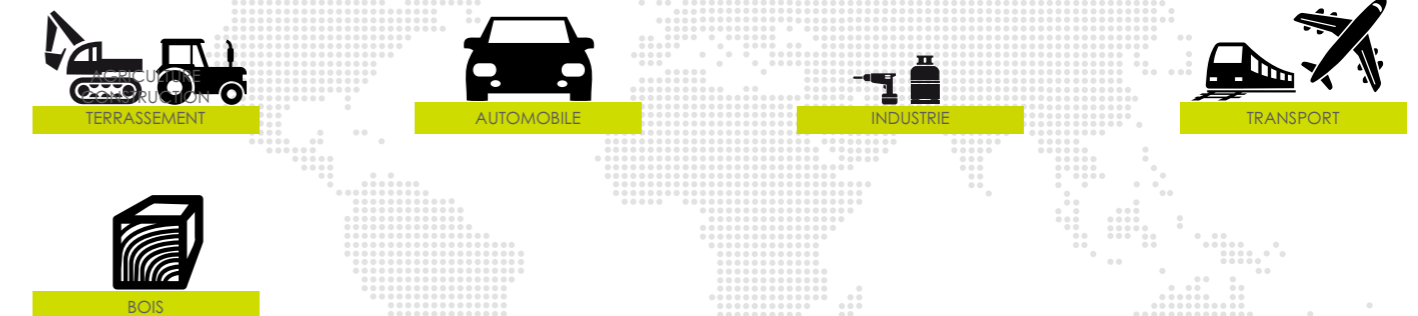 AGRICULTURE
CONSTRUCTION
TERRASSEMENT
AUTOMOBILE
INDUSTRIE
TRANSPORT
BOIS